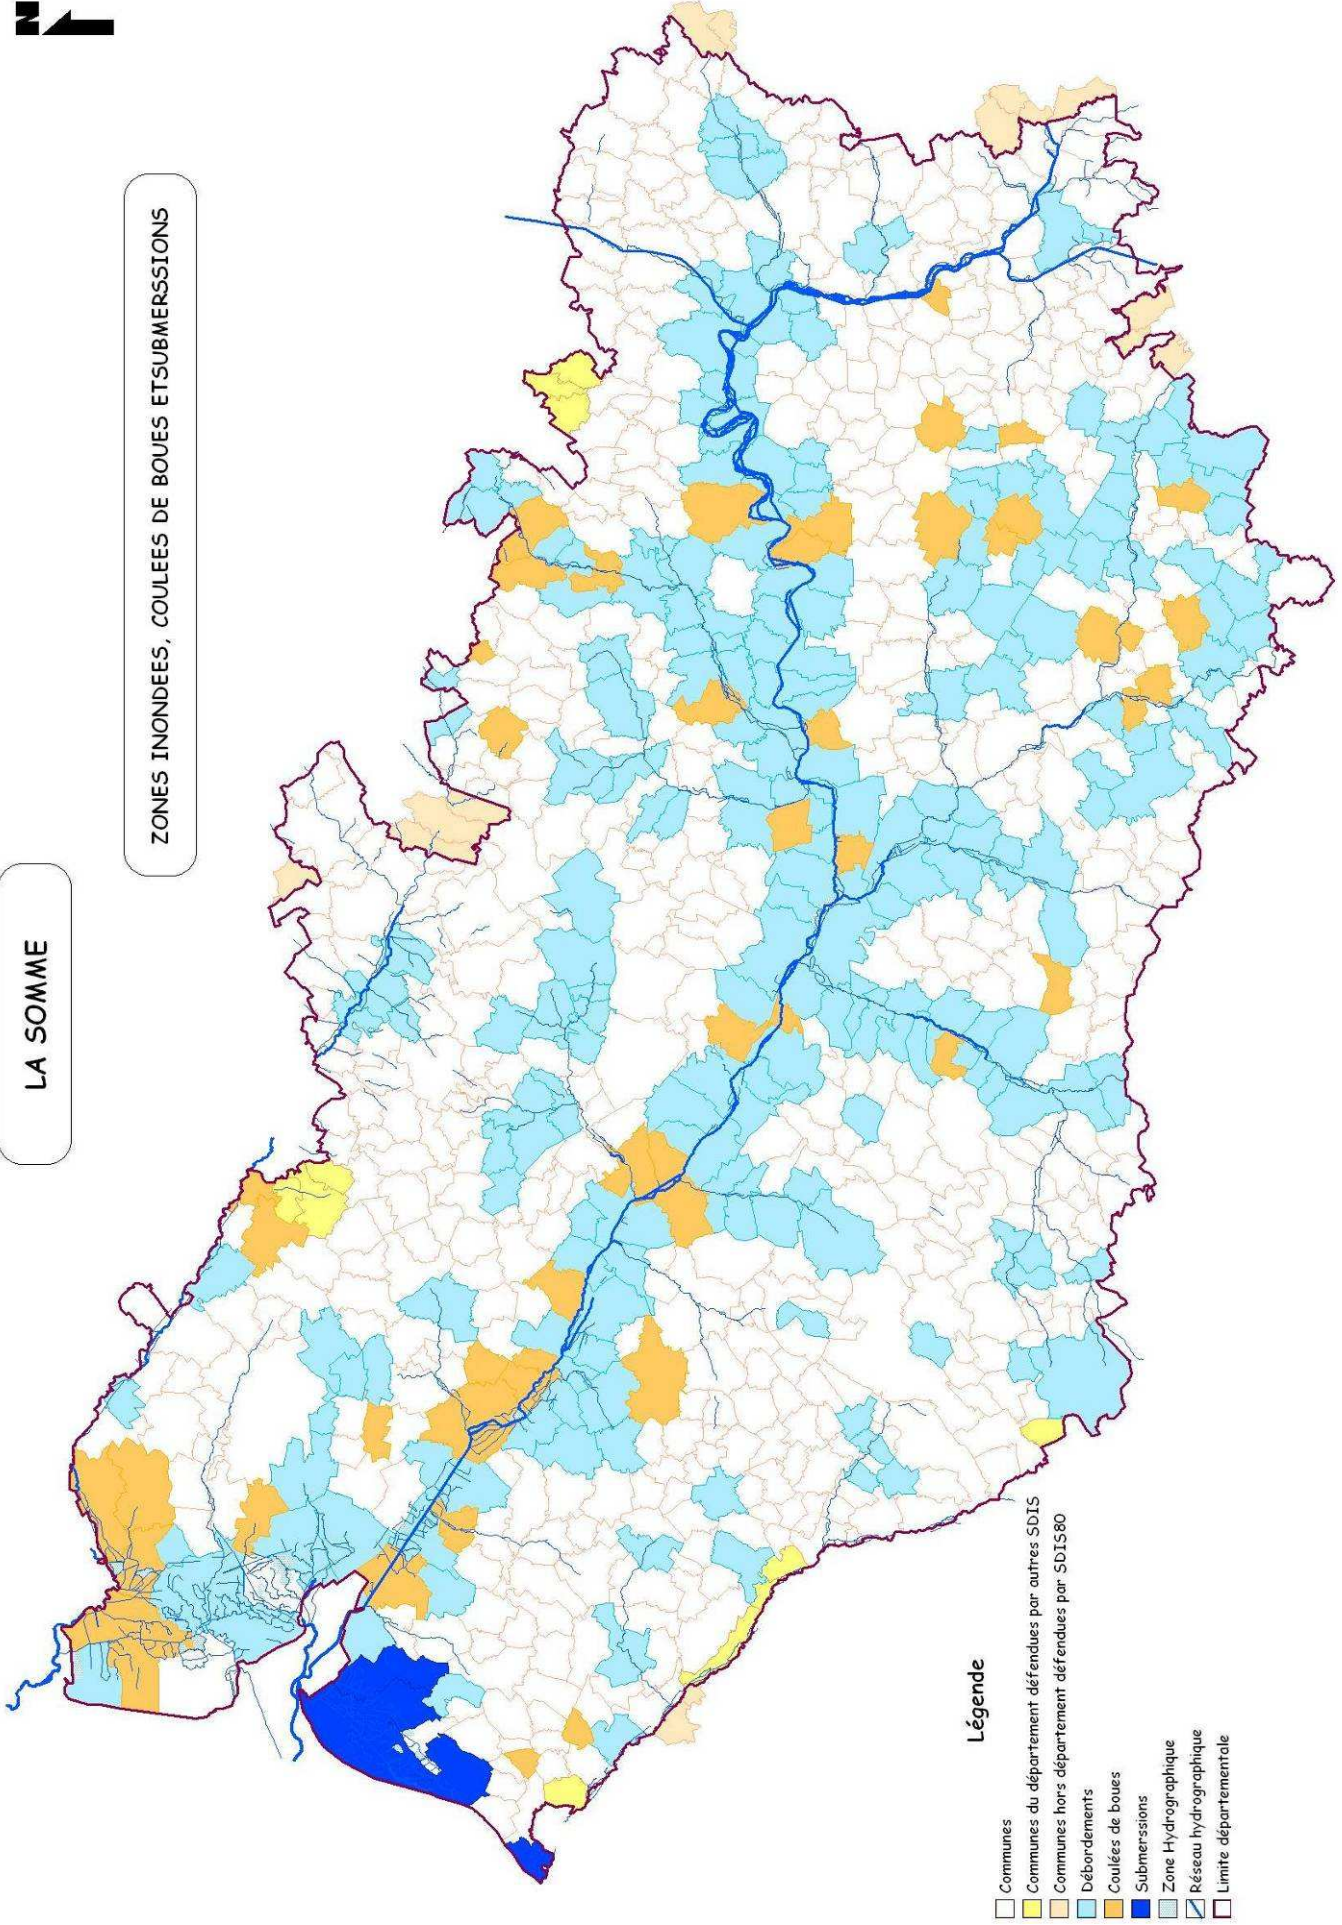 N
LA SOMME
ZONES INONDEES, COULEES DE BOUES ETSUBMERSSIONS
Légende
Communes
Communes du département défendues par autres SDIS
Communes hors département défendues par SDIS80
Débordements
Coulées de boues
Submerssions
Zone Hydrographique
Réseau hydrographique
Limite départementale